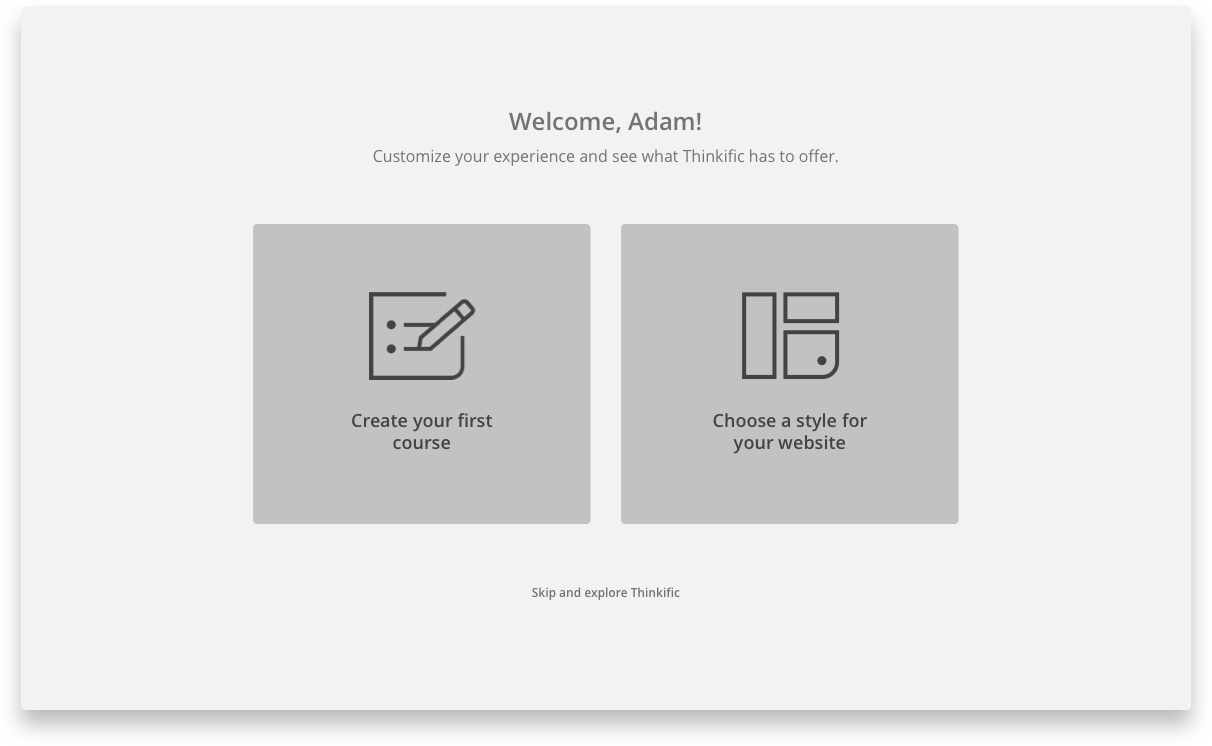 Welcome, Adam!
Customize your experience and see what Thinkific has to offer.
Create your first
course
Choose a style for
your website
Skip and explore Thinkific